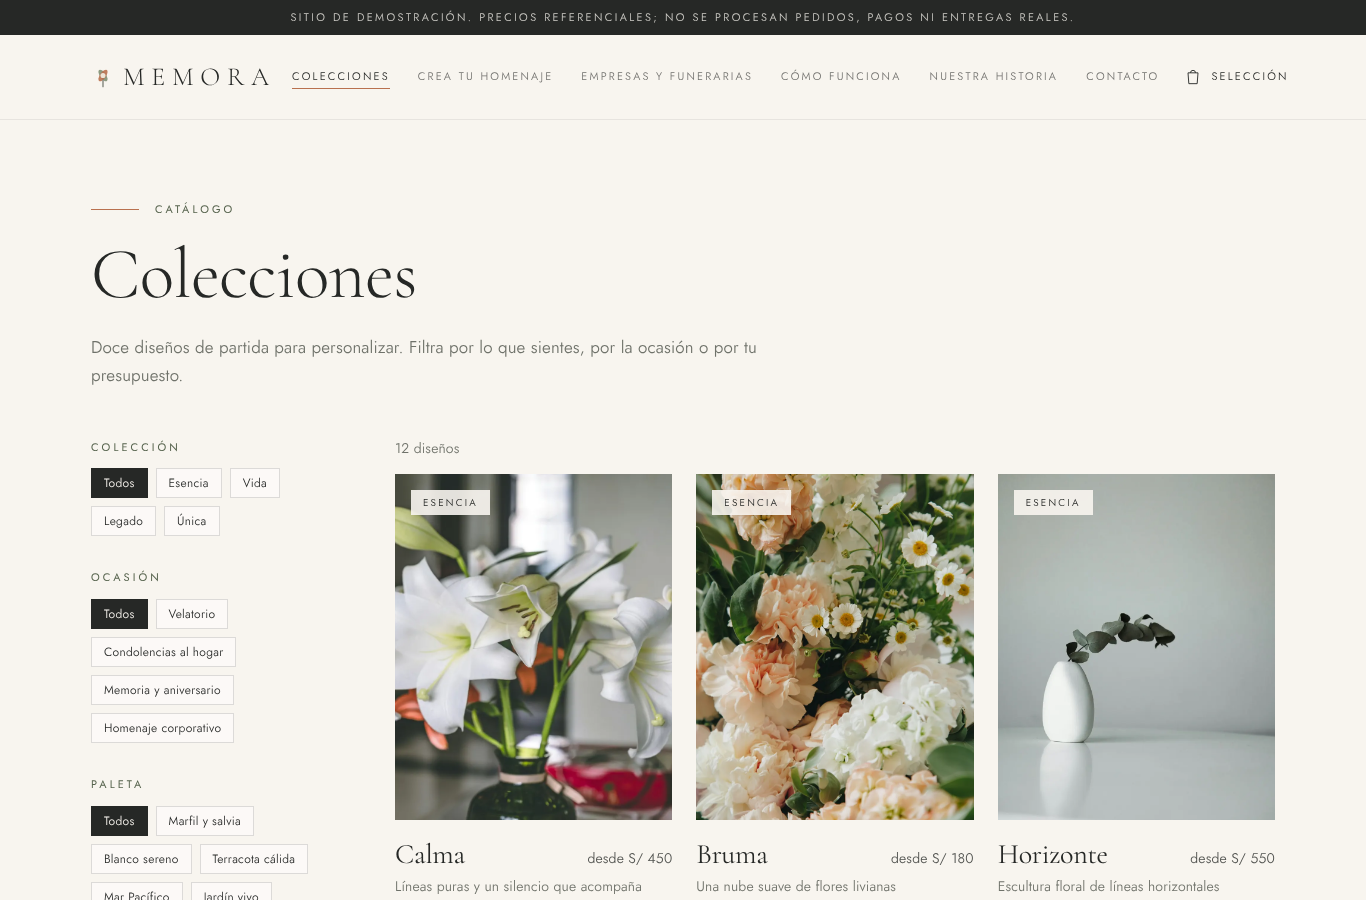 SITIO DE DEMOSTRACIÓN. PRECIOS REFERENCIALES; NO SE PROCESAN PEDIDOS, PAGOS NI ENTREGAS REALES.
MEMORA
COLECCIONES
CREA TU HOMENAJE
EMPRESAS Y FUNERARIAS
CÓMO FUNCIONA
NUESTRA HISTORIA
CONTACTO
SELECCIÓN
CATÁLOGO
Colecciones
Doce diseños de partida para personalizar. Filtra por lo que sientes, por la ocasión o por tu
presupuesto.
COLECCIÓN
Todos
Esencia
Vida
Legado
Única
OCASIÓN
Todos
Velatorio
Condolencias al hogar
Memoria y aniversario
Homenaje corporativo
PALETA
Todos
Marfil y salvia
Blanco sereno
Terracota cálida
Mar Pacífico
Jardín vivo
12 diseños
ESENCIA
Calma
desde S/ 450
Líneas puras y un silencio que acompaña
ESENCIA
Bruma
desde S/ 180
Una nube suave de flores livianas
ESENCIA
Horizonte
desde S/ 550
Escultura floral de líneas horizontales